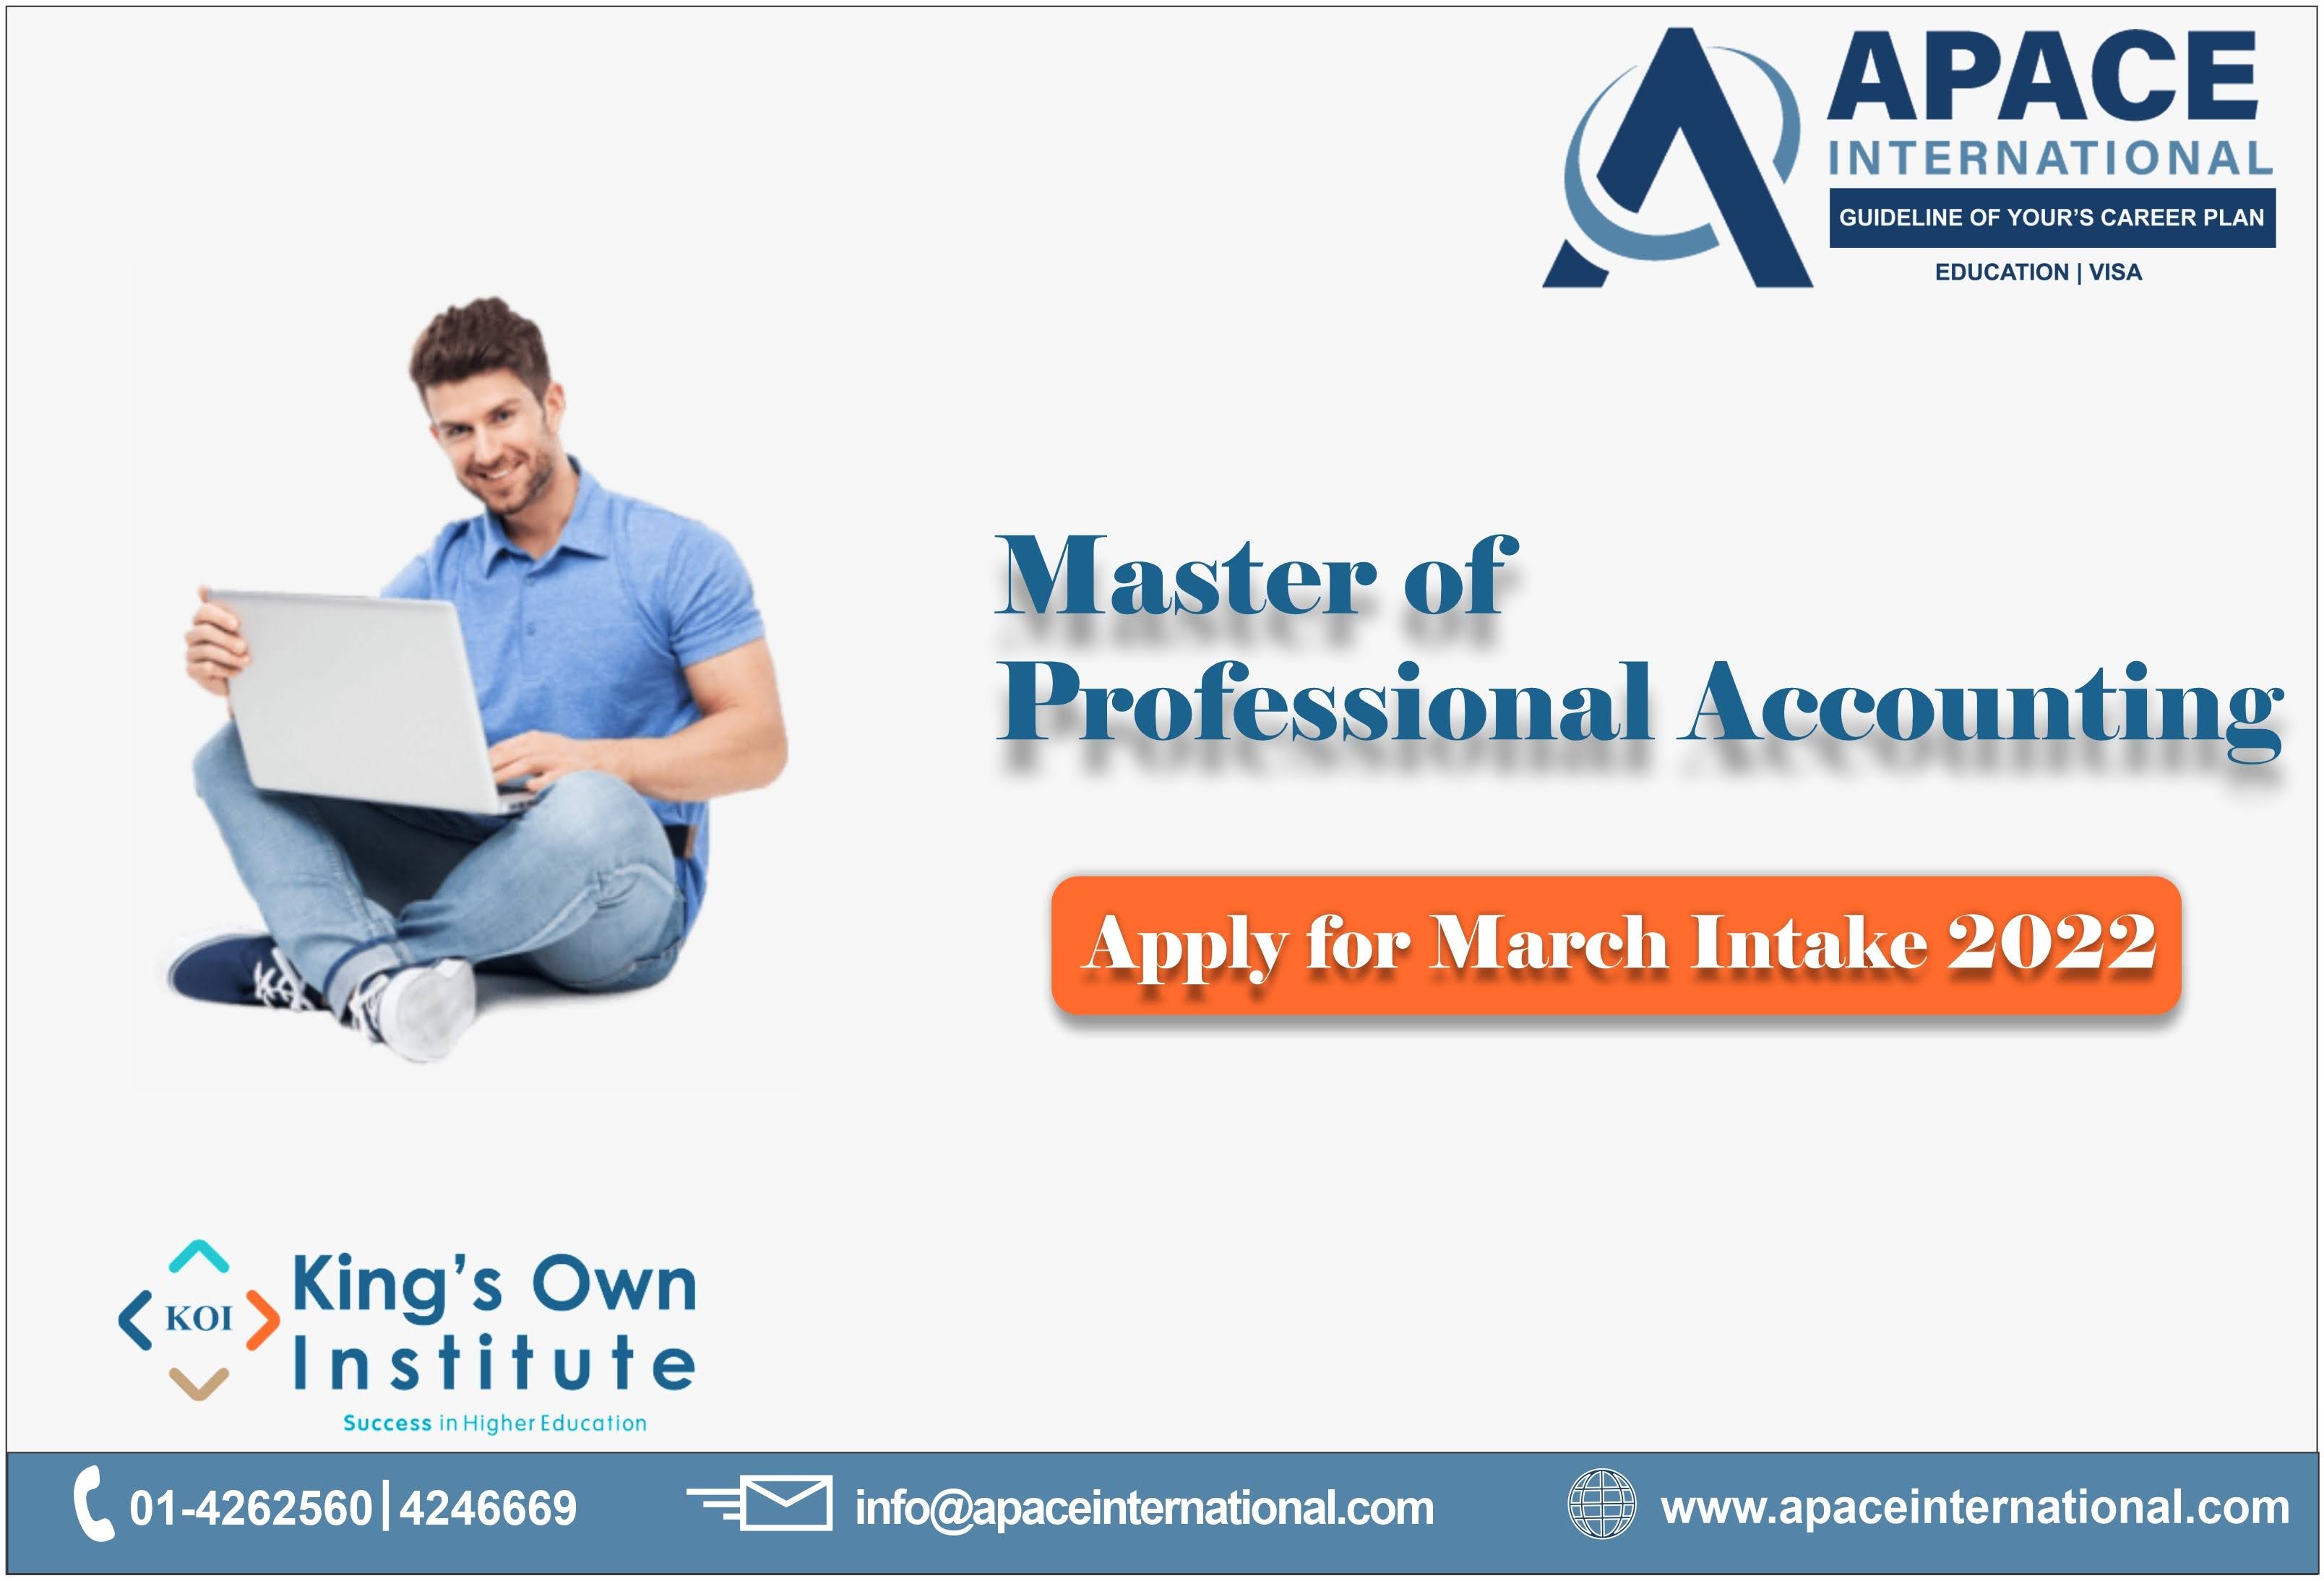 APACE
INTERNATIONAL
GUIDELINE OF YOUR'S CAREER PLAN
EDUCATION | VISA
Master of
Professional Accounting
Apply for March Intake 2022
KOI
King's Own
Institute
Success in Higher Education
01-4262560|4246669
info@apaceinternational.com
www.apaceinternational.com